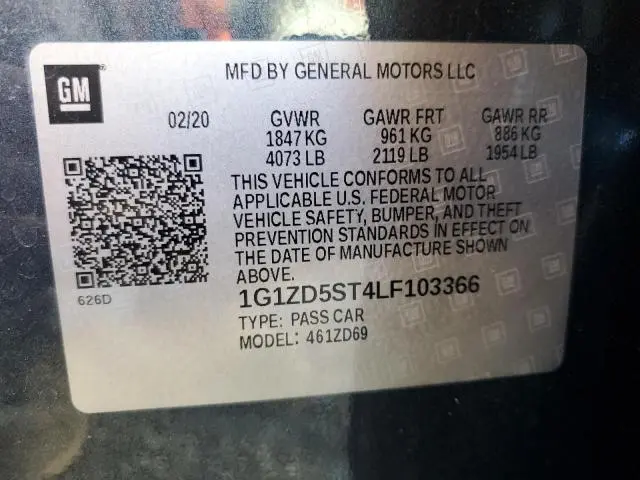 GM
MFD BY GENERAL MOTORS LLC
02/20 GVWR GAWR FRT GAWR RR
1847 KG 961 KG 886 KG
4073 LB 2119 LB 1954 LB
THIS VEHICLE CONFORMS TO ALL
APPLICABLE U.S. FEDERAL MOTOR
VEHICLE SAFETY, BUMPER, AND THEFT
PREVENTION STANDARDS IN EFFECT ON
THE DATE OF MANUFACTURE SHOWN
ABOVE.
626D
1G1ZD5ST4LF103366
TYPE: PASS CAR
MODEL: 461ZD69